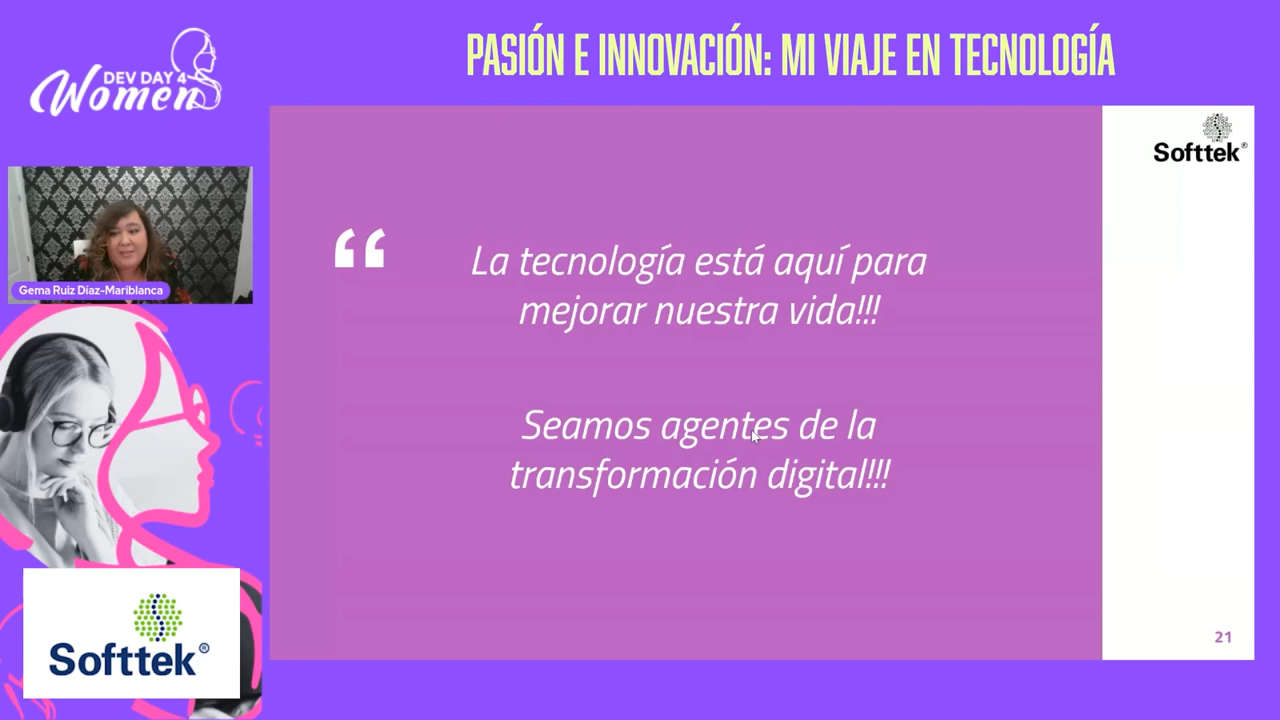 DEV DAY 4
Women
PASIÓN E INNOVACIÓN: MI VIAJE EN TECNOLOGÍA
Softtek®
Gema Ruiz Díaz-Mariblanca
“
La tecnología está aquí para
mejorar nuestra vida!!!
Seamos agentes de la
transformación digital!!!
Softtek®
21